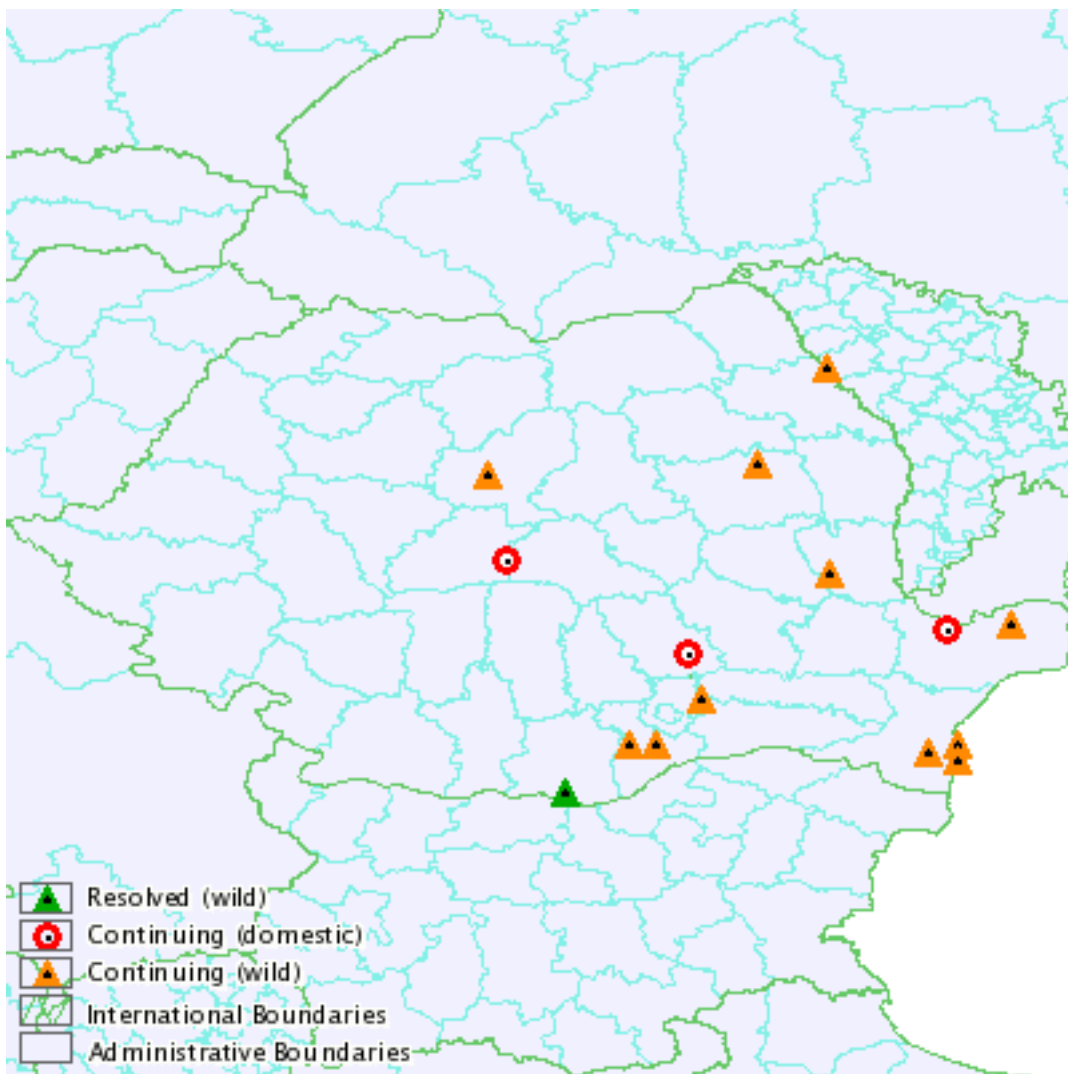 Resolved (wild)
Continuing (domestic)
Continuing (wild)
International Boundaries
Administrative Boundaries